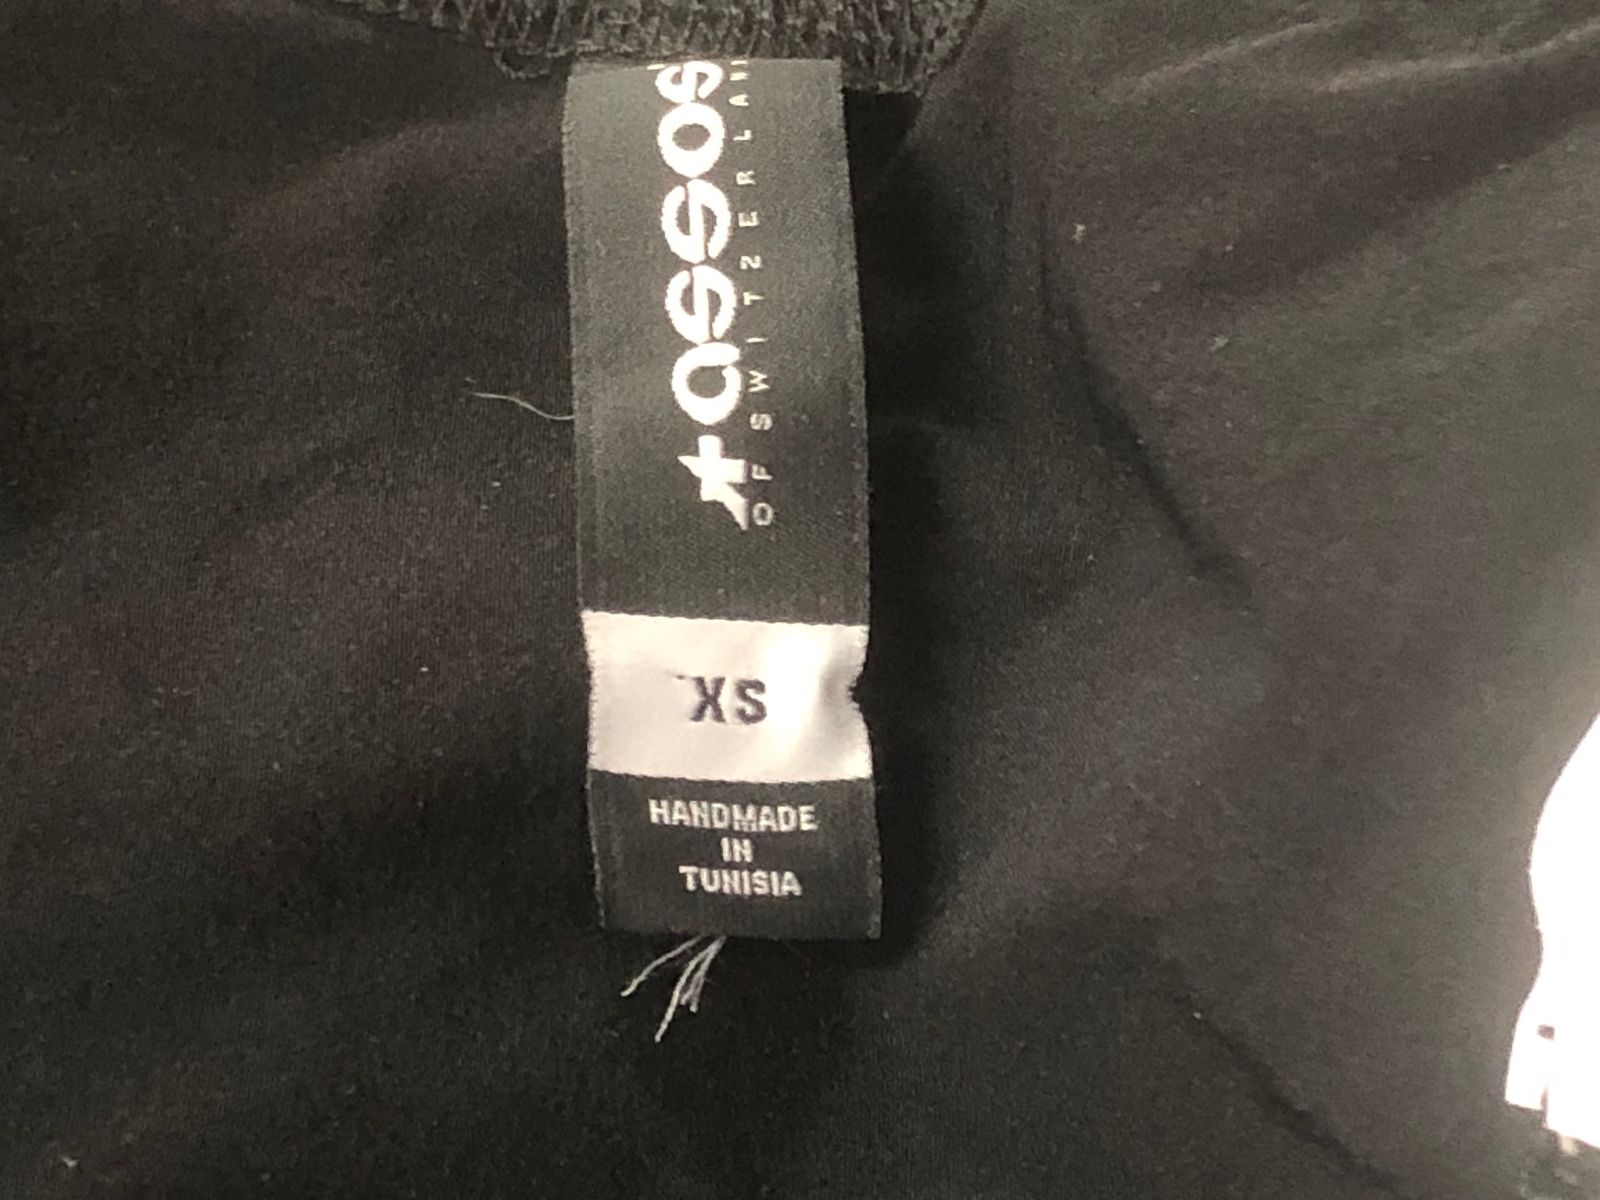 assos
OF SWITZERLAN
XS
HANDMADE
IN
TUNISIA